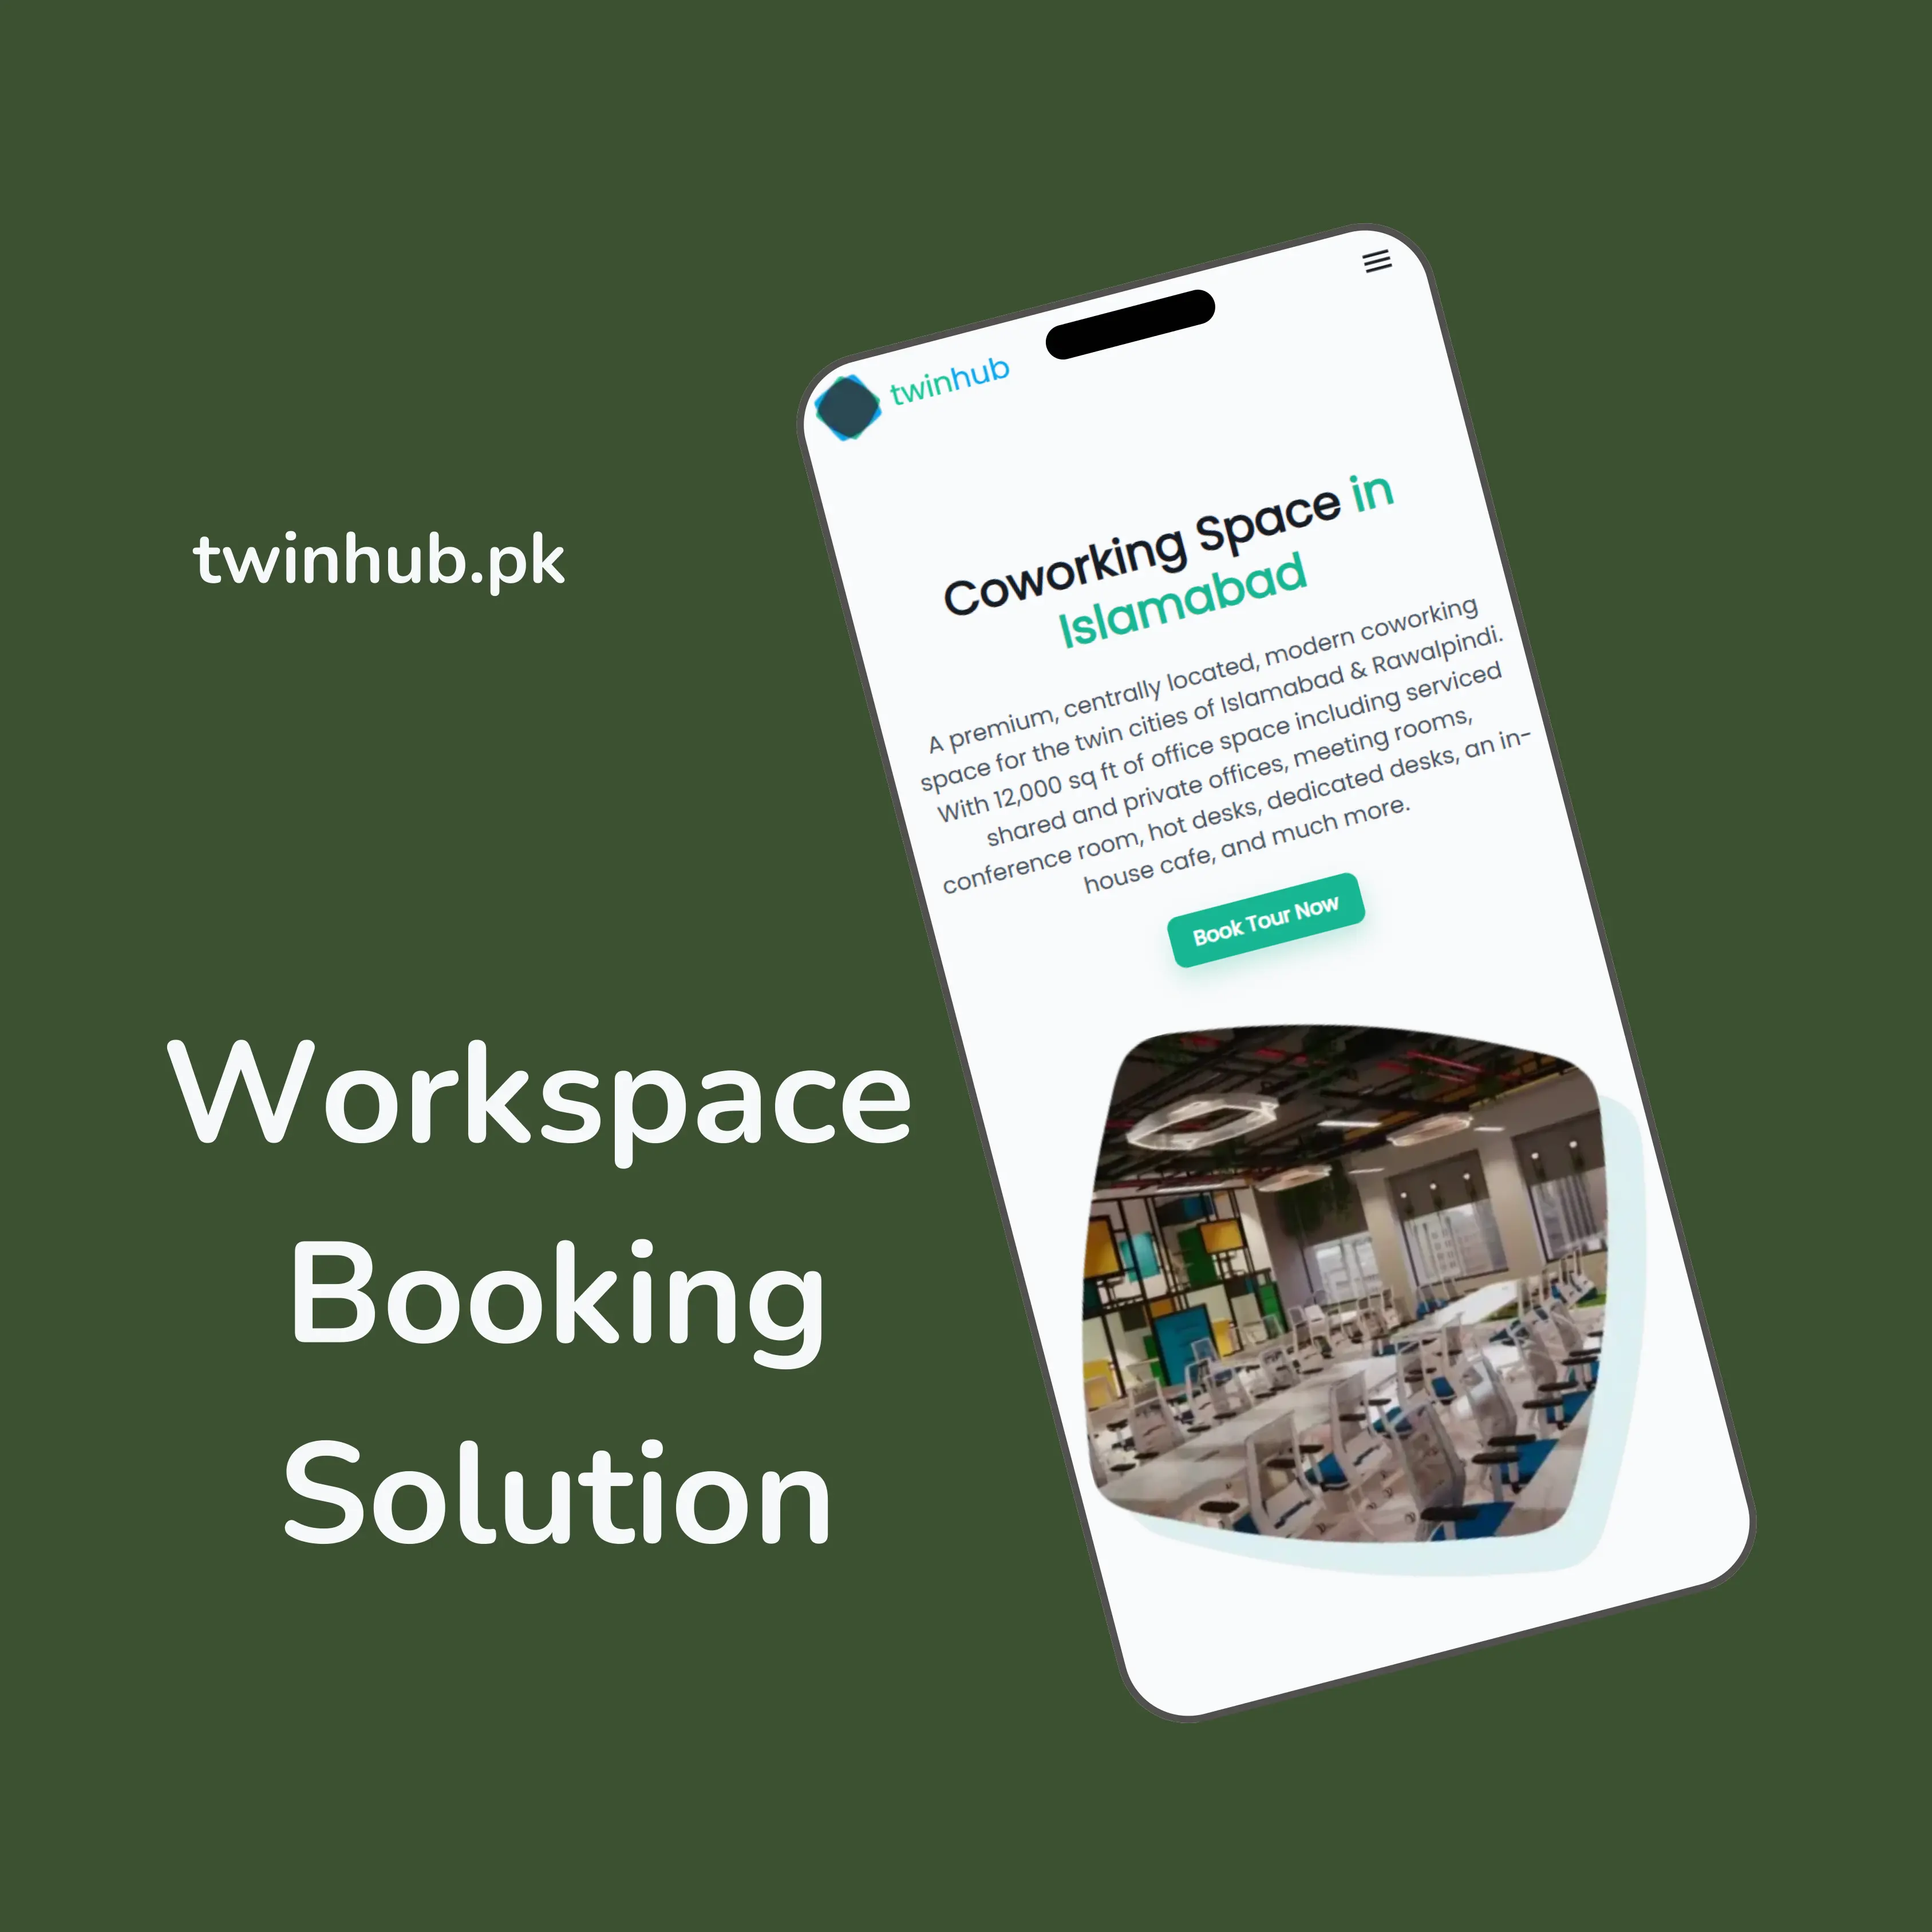 twinhub.pk
Workspace
Booking
Solution
twinhub
Coworking Space in
Islamabad
A premium, centrally located, modern coworking
space for the twin cities of Islamabad & Rawalpindi.
With 12,000 sq ft of office space including serviced
shared and private offices, meeting rooms,
conference room, hot desks, dedicated desks, an in-
house cafe, and much more.
Book Tour Now